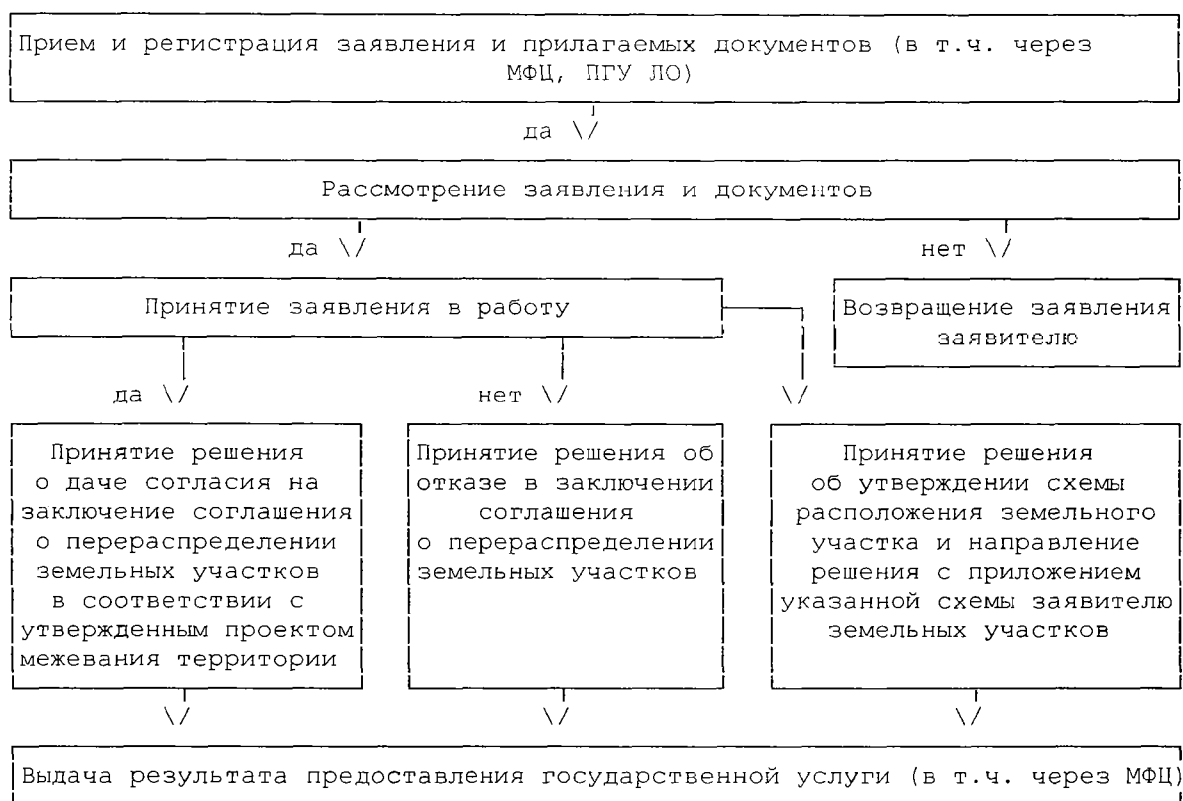 Прием и регистрация заявления и прилагаемых документов (в т.ч. через
МФЦ, ПГУ ЛО)
да \/
Рассмотрение заявления и документов
да \/
нет \/
Принятие заявления в работу
Возвращение заявления
заявителю
да \/
нет \/
\/
Принятие решения
о даче согласия на
заключение соглашения
о перераспределении
земельных участков
в соответствии с
утвержденным проектом
межевания территории
Принятие решения об
отказе в заключении
соглашения
о перераспределении
земельных участков
Принятие решения
об утверждении схемы
расположения земельного
участка и направление
решения с приложением
указанной схемы заявителю
земельных участков
\/
\/
\/
Выдача результата предоставления государственной услуги (в т.ч. через МФЦ)